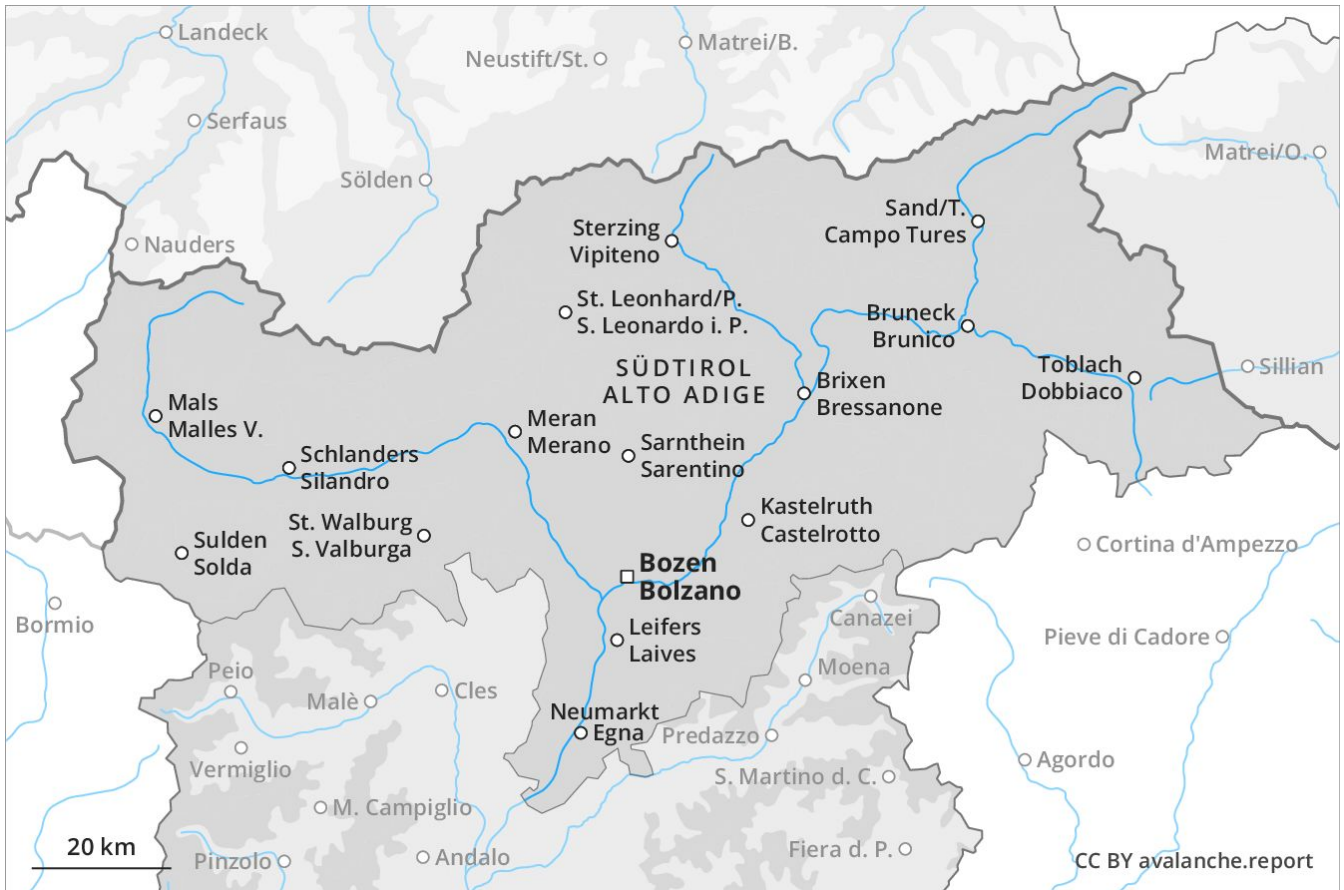 Landeck
Matrei/B.
Neustift/St.
Serfaus
Matrei/O.
Sölden
Sand/T.
Campo Tures
Sterzing
Vipiteno
Nauders
St. Leonhard/P.
S. Leonardo i. P.
Bruneck
Brunico
SÜDTIROL
ALTO ADIGE
Toblach
Dobbiaco
Sillian
Brixen
Bressanone
Mals
Malles V.
Meran
Merano
Sarnthein
Sarentino
Schlanders
Silandro
Kastelruth
Castelrotto
St. Walburg
S. Valburga
Sulden
Solda
Cortina d'Ampezzo
Bozen
Bolzano
Bormio
Canazei
Leifers
Laives
Pieve di Cadore
Peio
Moena
Malè
Cles
Neumarkt
Egna
Predazzo
Vermiglio
Agordo
S. Martino d. C.
M. Campiglio
20 km
Pinzolo
Andalo
Fiera d. P.
CC BY avalanche.report